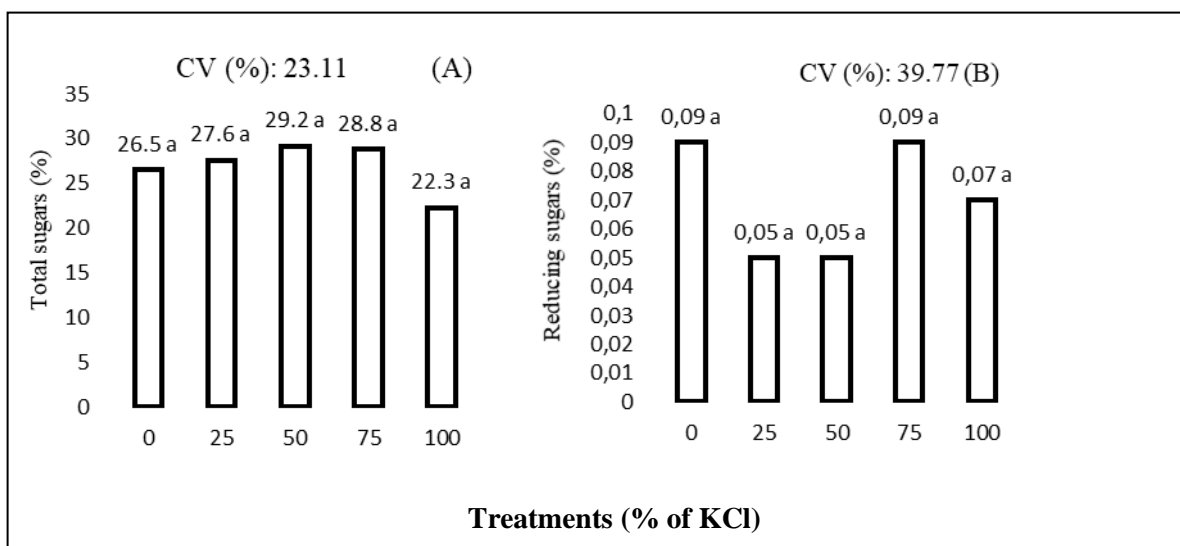 CV (%): 23.11 (A)
Total sugars (%)
35
30
25
20
15
10
5
0
26.5 a
27.6 a
29.2 a
28.8 a
22.3 a
0 25 50 75 100
CV (%): 39.77 (B)
Reducing sugars (%)
0,1
0,09
0,08
0,07
0,06
0,05
0,04
0,03
0,02
0,01
0
0,09 a
0,05 a
0,05 a
0,09 a
0,07 a
0 25 50 75 100
Treatments (% of KCl)